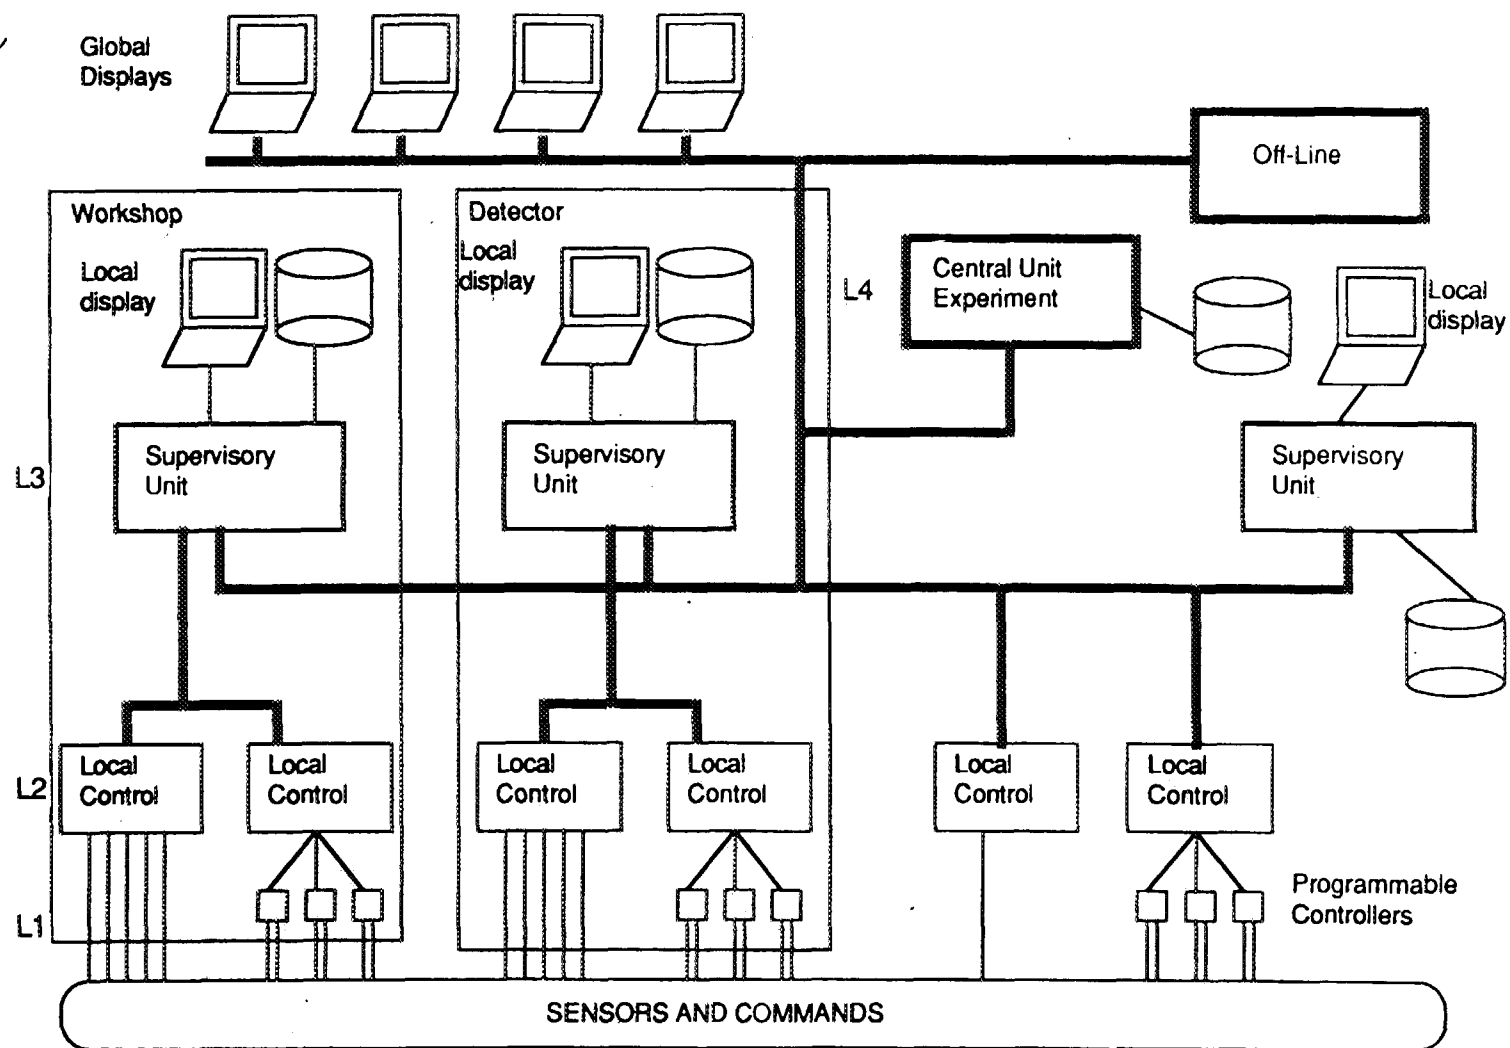 Global
Displays
Off-Line
Workshop
Detector
Local
display
Local
display
L4
Central Unit
Experiment
Local
display
L3
Supervisory
Unit
Supervisory
Unit
Supervisory
Unit
L2
Local
Control
Local
Control
Local
Control
Local
Control
Local
Control
Local
Control
L1
Programmable
Controllers
SENSORS AND COMMANDS